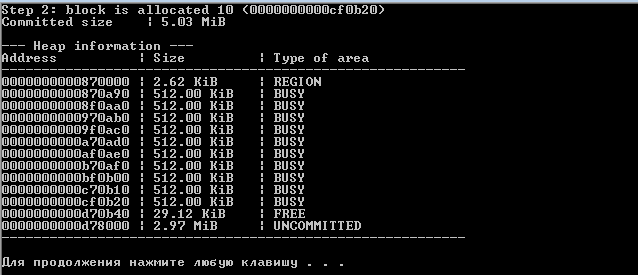 Step 2: block is allocated 10 (0000000000cf0b20)
Committed size    ¦ 5.03 MiB
--- Heap information ---
Address          ¦ Size         ¦ Type of area
----------------------------------------------------------
0000000000870000 ¦ 2.62 KiB     ¦ REGION
0000000000870a90 ¦ 512.00 KiB   ¦ BUSY
00000000008f0aa0 ¦ 512.00 KiB   ¦ BUSY
0000000000970ab0 ¦ 512.00 KiB   ¦ BUSY
00000000009f0ac0 ¦ 512.00 KiB   ¦ BUSY
0000000000a70ad0 ¦ 512.00 KiB   ¦ BUSY
0000000000af0ae0 ¦ 512.00 KiB   ¦ BUSY
0000000000b70af0 ¦ 512.00 KiB   ¦ BUSY
0000000000bf0b00 ¦ 512.00 KiB   ¦ BUSY
0000000000c70b10 ¦ 512.00 KiB   ¦ BUSY
0000000000cf0b20 ¦ 512.00 KiB   ¦ BUSY
0000000000d70b40 ¦ 29.12 KiB    ¦ FREE
0000000000d78000 ¦ 2.97 MiB     ¦ UNCOMMITTED
----------------------------------------------------------
Для продолжения нажмите любую клавишу . . .